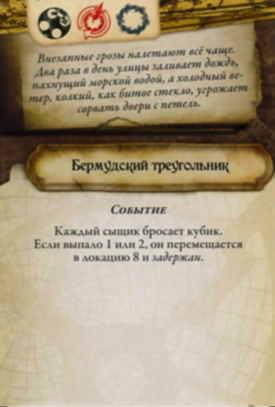 Внезапные грозы налетают всё чаще.
Два раза в день улицы заливает дождь,
пахнущий морской водой, а холодный ве-
тер, колкий, как битое стекло, угрожает
сорвать двери с петель.
Бермудский треугольник
Событие
Каждый сыщик бросает кубик.
Если выпало 1 или 2, он перемещается
в локацию 8 и задержан.